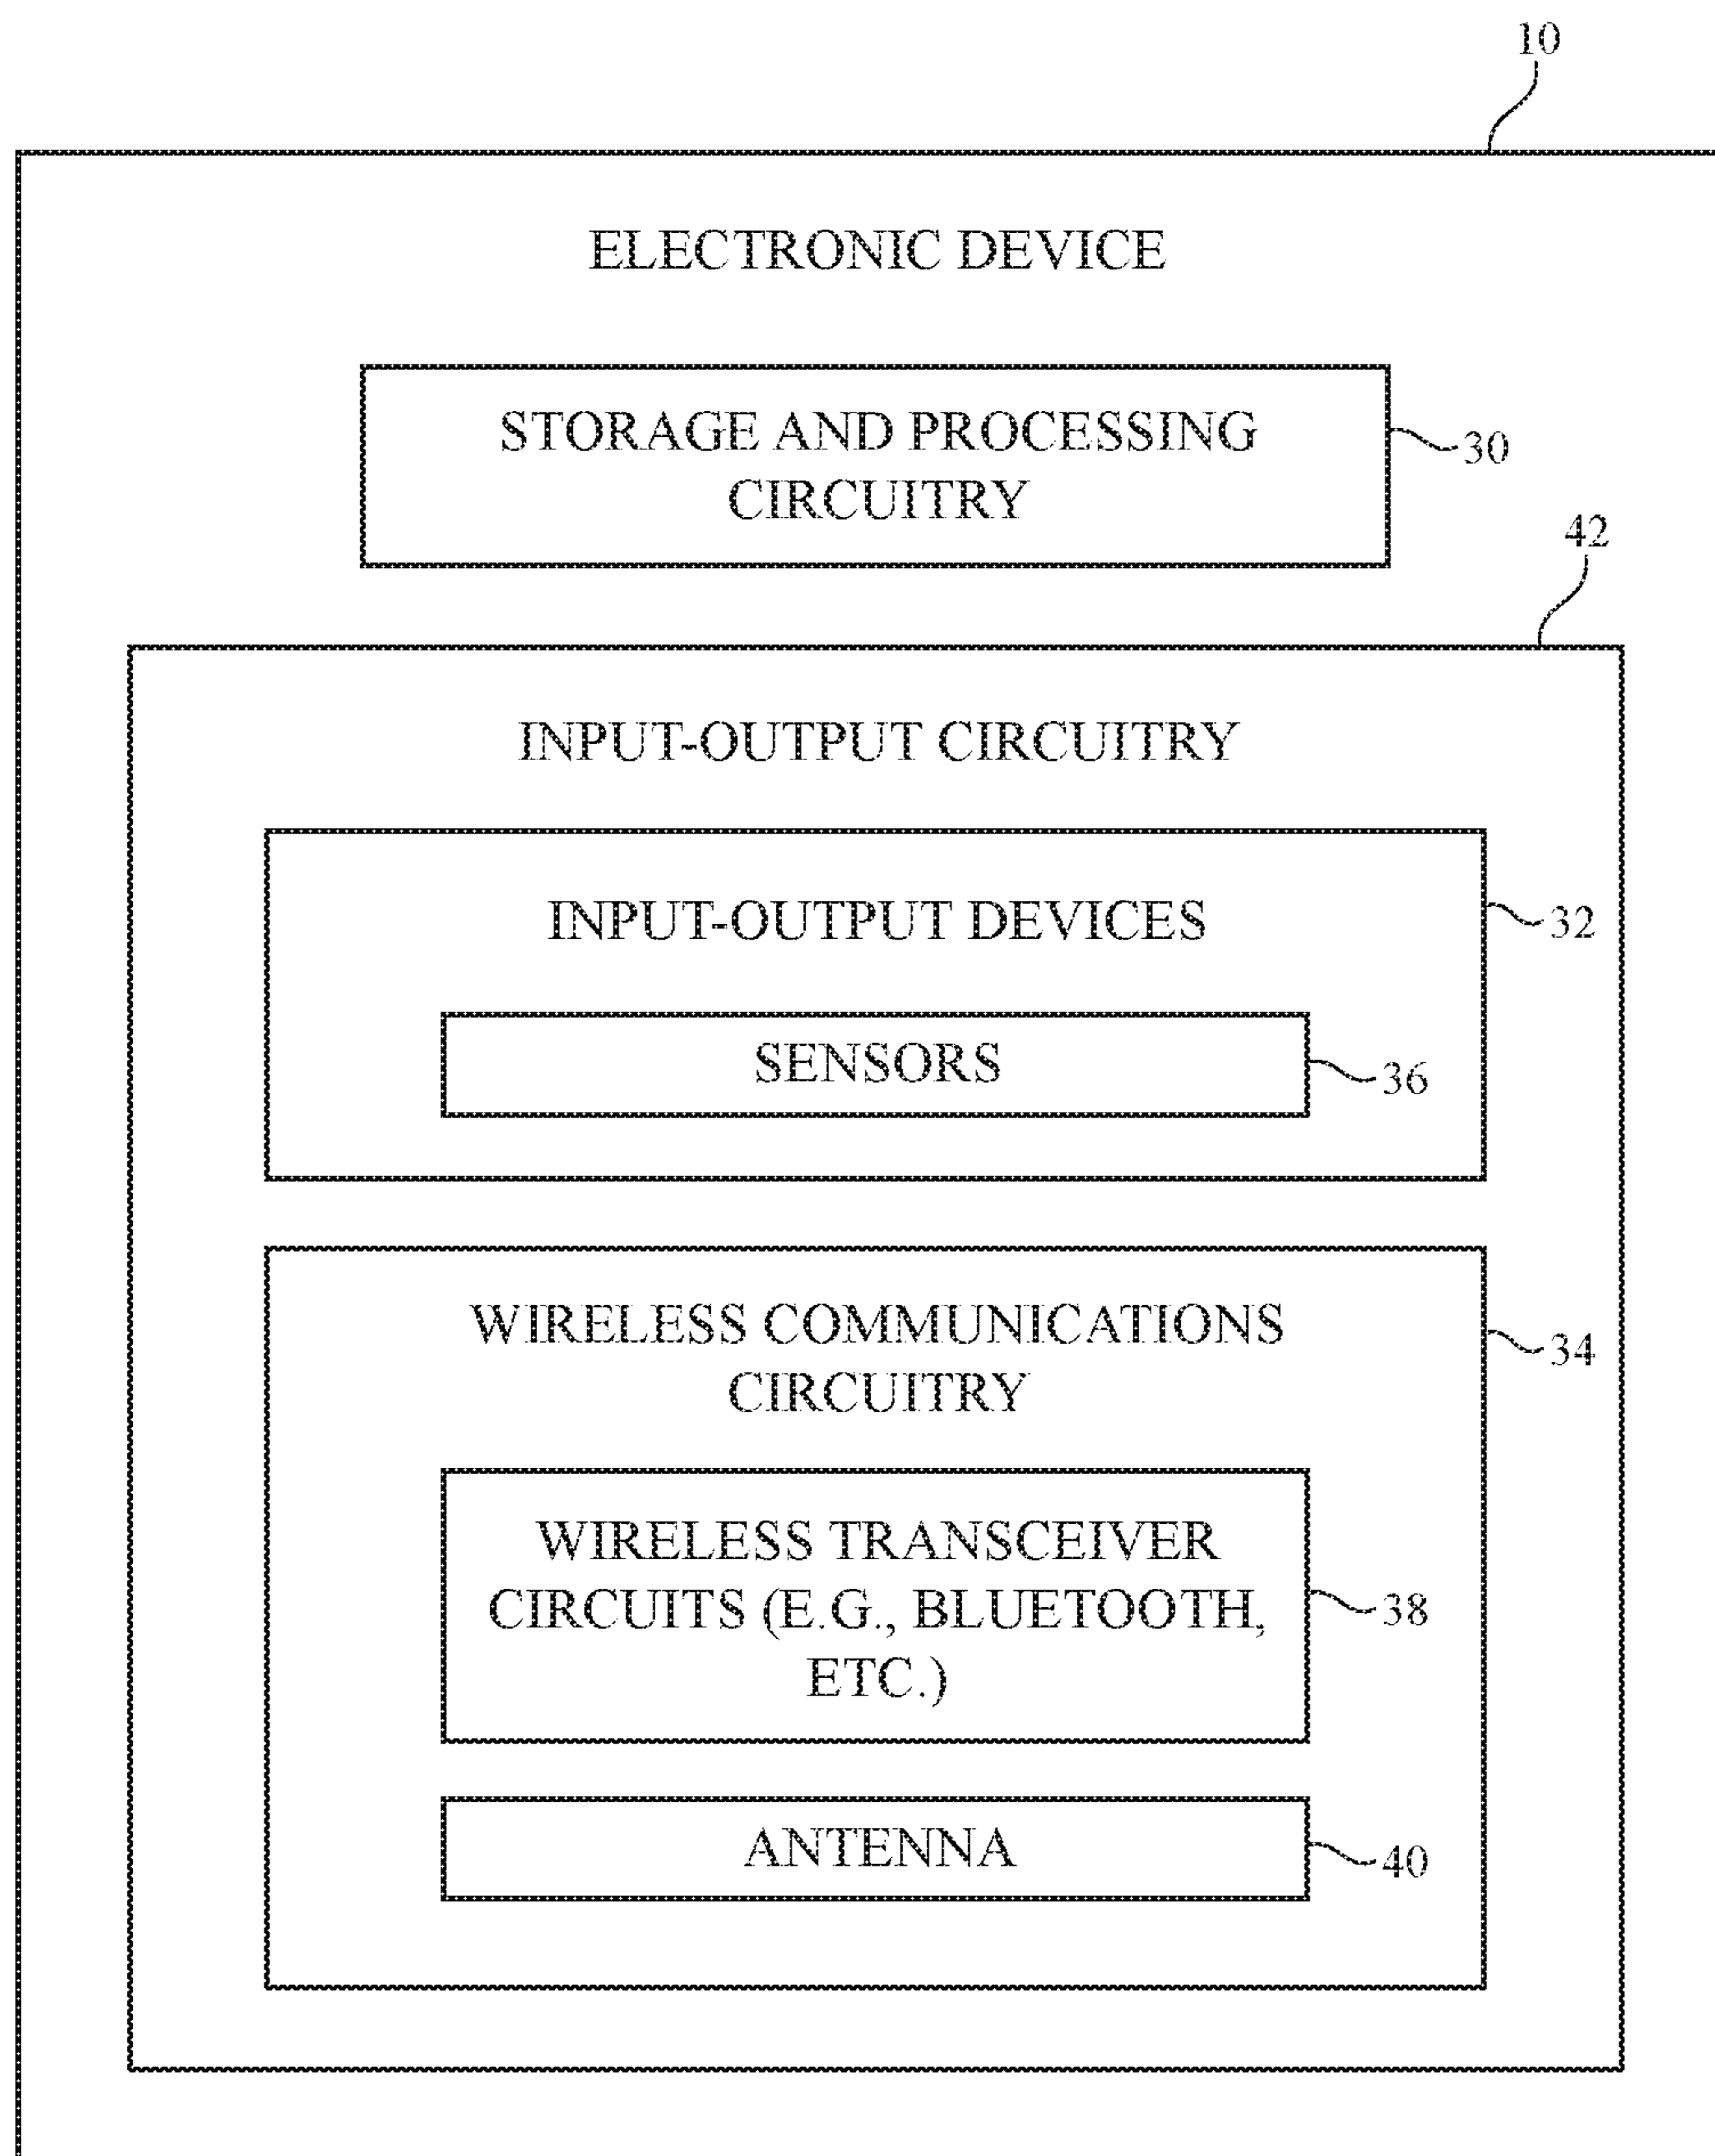 10
ELECTRONIC DEVICE
STORAGE AND PROCESSING
CIRCUITRY
30
42
INPUT-OUTPUT CIRCUITRY
INPUT-OUTPUT DEVICES
32
SENSORS
36
WIRELESS COMMUNICATIONS
CIRCUITRY
34
WIRELESS TRANSCEIVER
CIRCUITS (E.G., BLUETOOTH,
ETC.)
38
ANTENNA
40